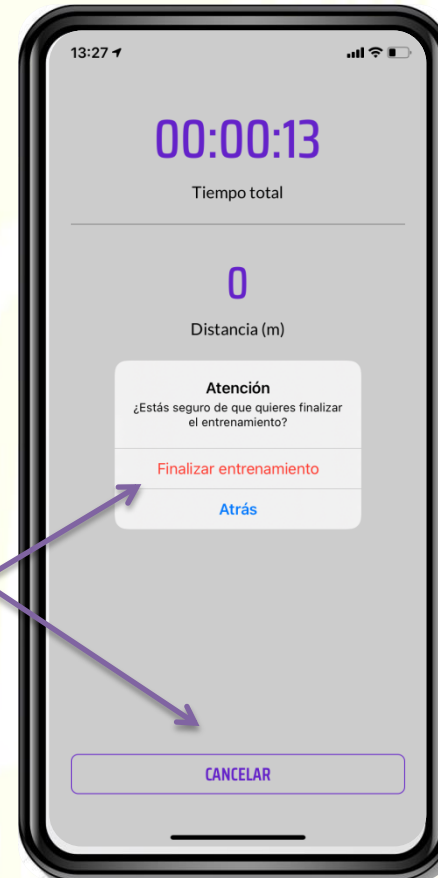 13:27
00:00:13
Tiempo total
0
Distancia (m)
Atención
¿Estás seguro de que quieres finalizar
el entrenamiento?
Finalizar entrenamiento
Atrás
CANCELAR